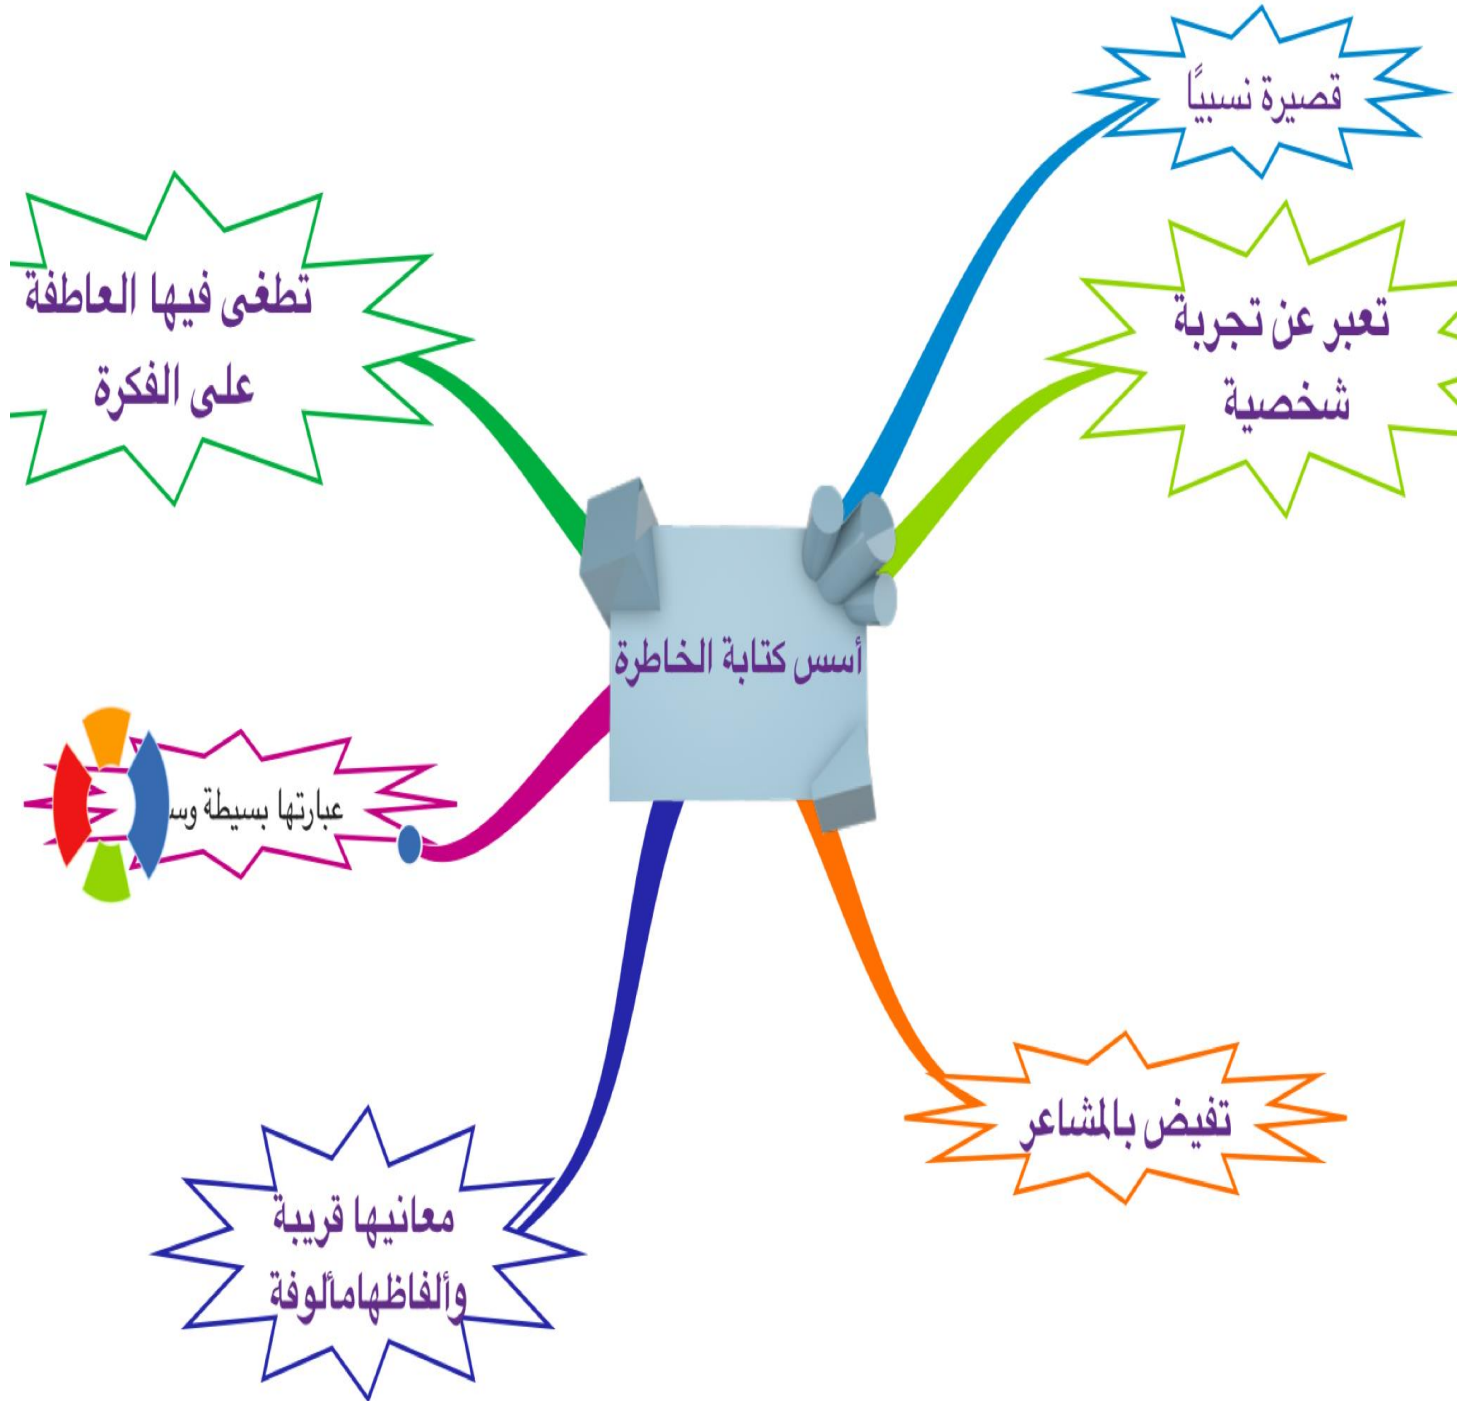 أسس كتابة الخاطرة
قصيرة نسبيًا
تعبر عن تجربة
شخصية
تفيض بالمشاعر
معانيها قريبة
وألفاظهامألوفة
عبارتها بسيطة
تطغى فيها العاطفة
على الفكرة